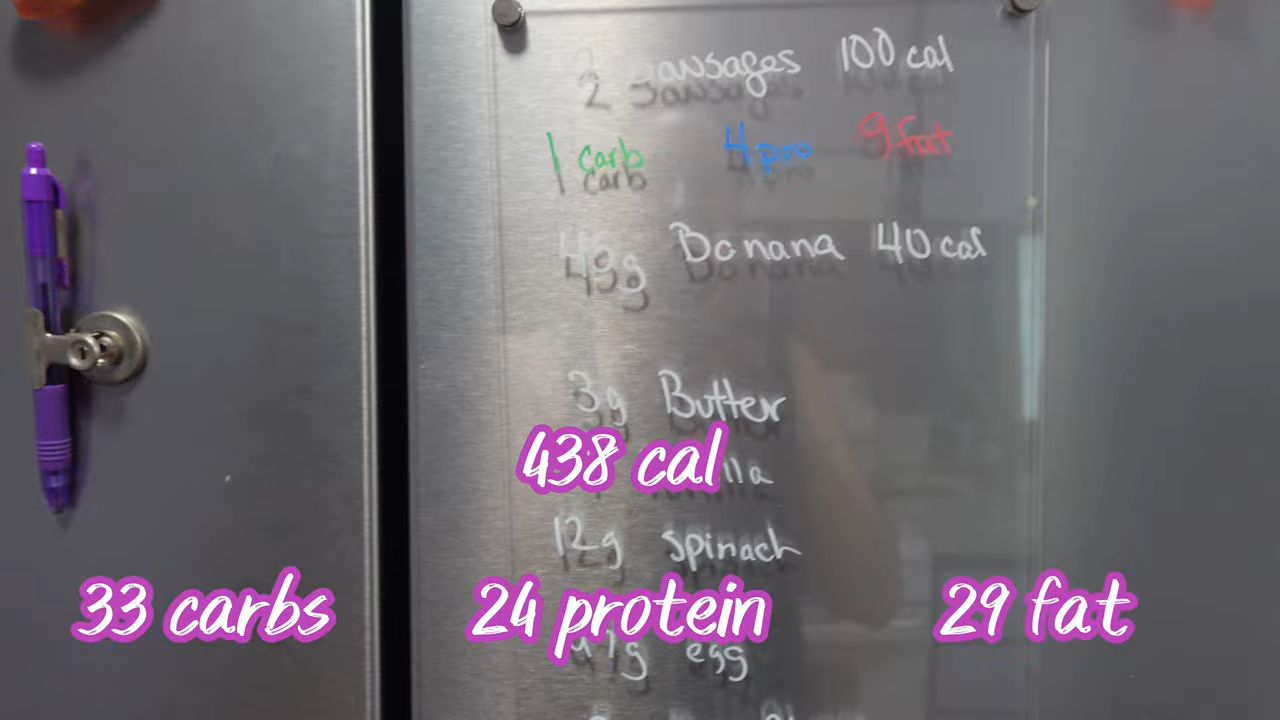 2 Sausages 100 cal
1 carb 4 pro 9 fat
Banana 40 cal
3g Butter
438 cal
12g spinach
33 carbs 24 protein 29 fat
egg